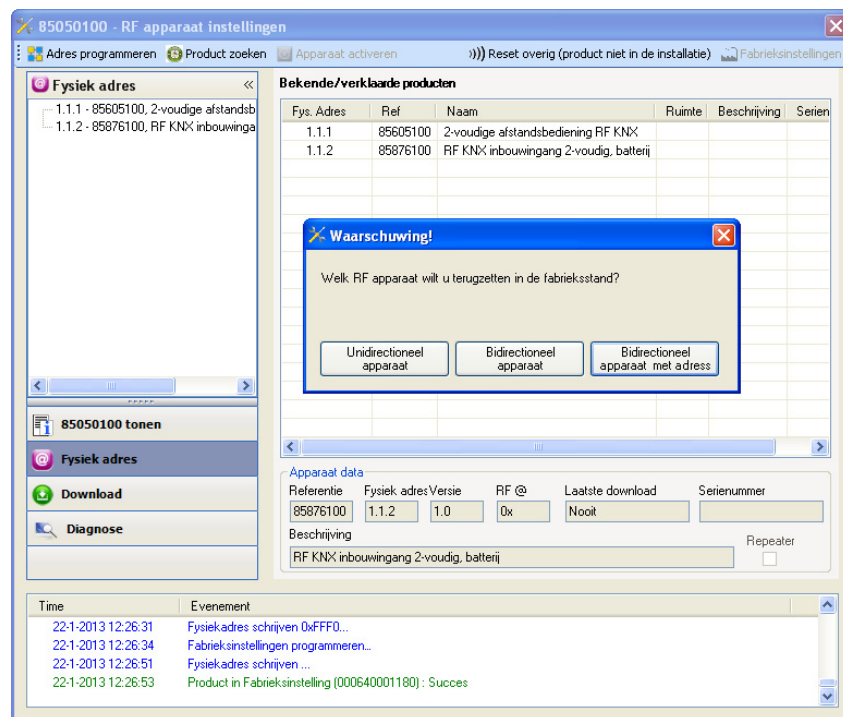 85050100 - RF apparaat instellingen
Adres programmeren Product zoeken Apparaat activeren ))) Reset overig (product niet in de installatie) Fabrieksinstellingen
Fysiek adres «
1.1.1 - 85605100, 2-voudige afstandsb
1.1.2 - 85876100, RF KNX inbouwinga
85050100 tonen
Fysiek adres
Download
Diagnose
Bekende/verklaarde producten
Fys. Adres Ref Naam Ruimte Beschrijving Serien
1.1.1 85605100 2-voudige afstandsbediening RF KNX
1.1.2 85876100 RF KNX inbouwingang 2-voudig, batterij
Waarschuwing!
Welk RF apparaat wilt u terugzetten in de fabrieksstand?
Unidirectioneel apparaat
Bidirectioneel apparaat
Bidirectioneel apparaat met adress
Apparaat data
Referentie Fysiek adres Versie RF @ Laatste download Serienummer
85876100 1.1.2 1.0 0x Nooit
Beschrijving
Repeater
RF KNX inbouwingang 2-voudig, batterij
Time Evenement
22-1-2013 12:26:31 Fysiekadres schrijven 0xFFF0...
22-1-2013 12:26:34 Fabrieksinstellingen programmeren...
22-1-2013 12:26:51 Fysiekadres schrijven ...
22-1-2013 12:26:53 Product in Fabrieksinstelling (000640001180) : Succes